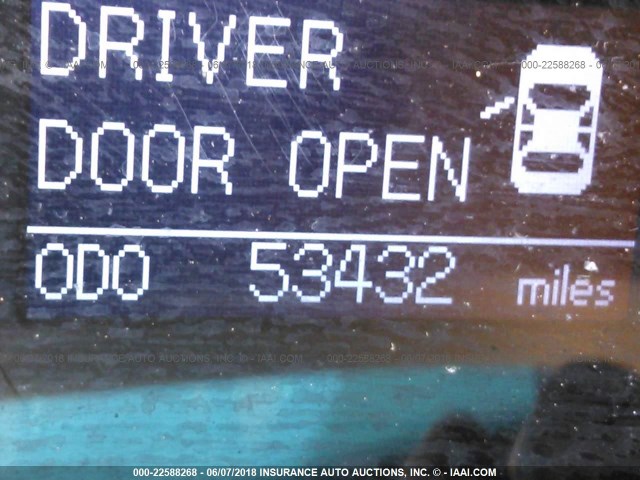 DRIVER
DOOR OPEN
ODO 53432 miles
000-22588268 - 06/07/2018 INSURANCE AUTO AUCTIONS, INC. © - IAAI.COM